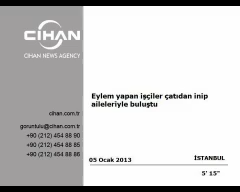 CİHAN
CIHAN NEWS AGENCY
Eylem yapan işçiler çatıdan inip
aileleriyle buluştu
cihan.com.tr
goruntulu@cihan.com.tr
+90 (212) 454 88 90
+90 (212) 454 88 85
+90 (212) 454 88 86
05 Ocak 2013
İSTANBUL
5' 15"